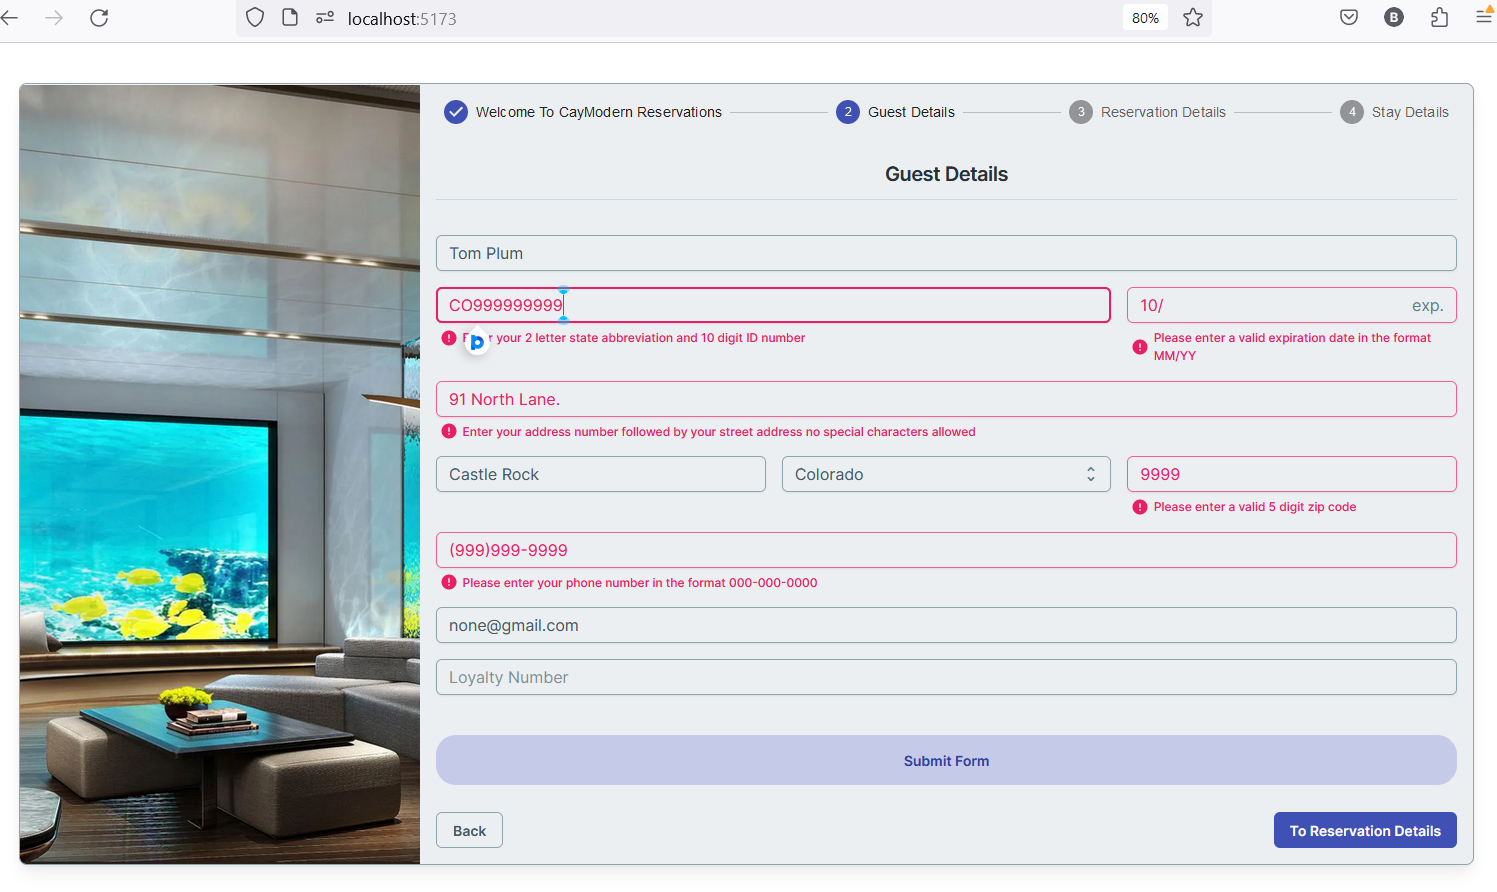 localhost:5173
80%
B
Welcome To CayModern Reservations
2 Guest Details
3 Reservation Details
4 Stay Details
Guest Details
Tom Plum
CO999999999
10/ exp.
your 2 letter state abbreviation and 10 digit ID number
Please enter a valid expiration date in the format
MM/YY
91 North Lane.
Enter your address number followed by your street address no special characters allowed
Castle Rock
Colorado
9999
Please enter a valid 5 digit zip code
(999)999-9999
Please enter your phone number in the format 000-000-0000
none@gmail.com
Loyalty Number
Submit Form
Back
To Reservation Details